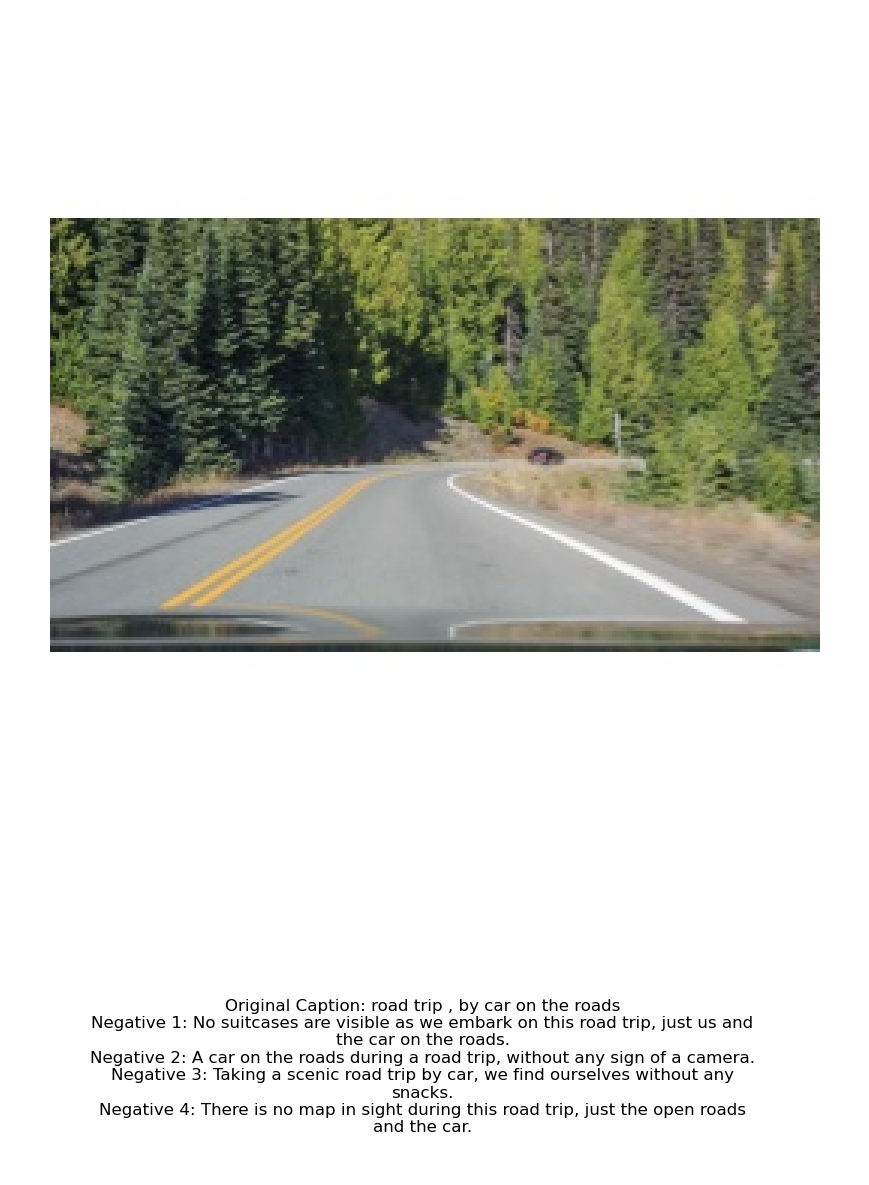 Original Caption: road trip , by car on the roads
Negative 1: No suitcases are visible as we embark on this road trip, just us and
the car on the roads.
Negative 2: A car on the roads during a road trip, without any sign of a camera.
Negative 3: Taking a scenic road trip by car, we find ourselves without any
snacks.
Negative 4: There is no map in sight during this road trip, just the open roads
and the car.